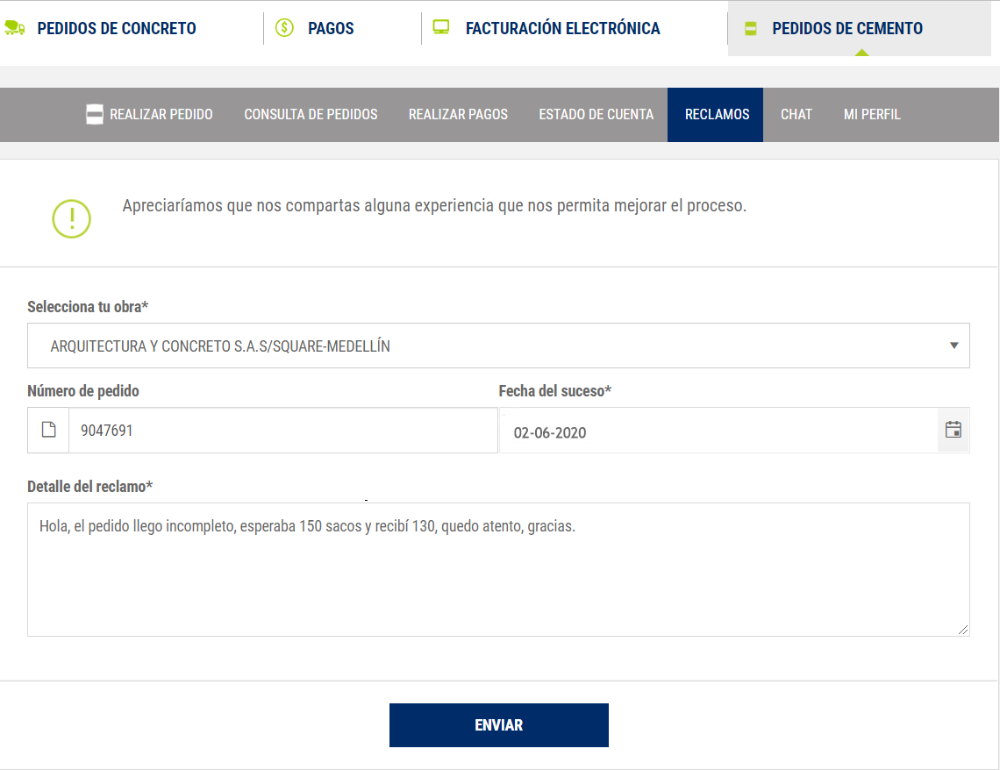 PEDIDOS DE CONCRETO PAGOS FACTURACIÓN ELECTRÓNICA PEDIDOS DE CEMENTO
REALIZAR PEDIDO CONSULTA DE PEDIDOS REALIZAR PAGOS ESTADO DE CUENTA RECLAMOS CHAT MI PERFIL
Apreciaríamos que nos compartas alguna experiencia que nos permita mejorar el proceso.
Selecciona tu obra*
ARQUITECTURA Y CONCRETO S.A.S/SQUARE-MEDELLÍN
Número de pedido Fecha del suceso*
9047691 02-06-2020
Detalle del reclamo*
Hola, el pedido llego incompleto, esperaba 150 sacos y recibí 130, quedo atento, gracias.
ENVIAR